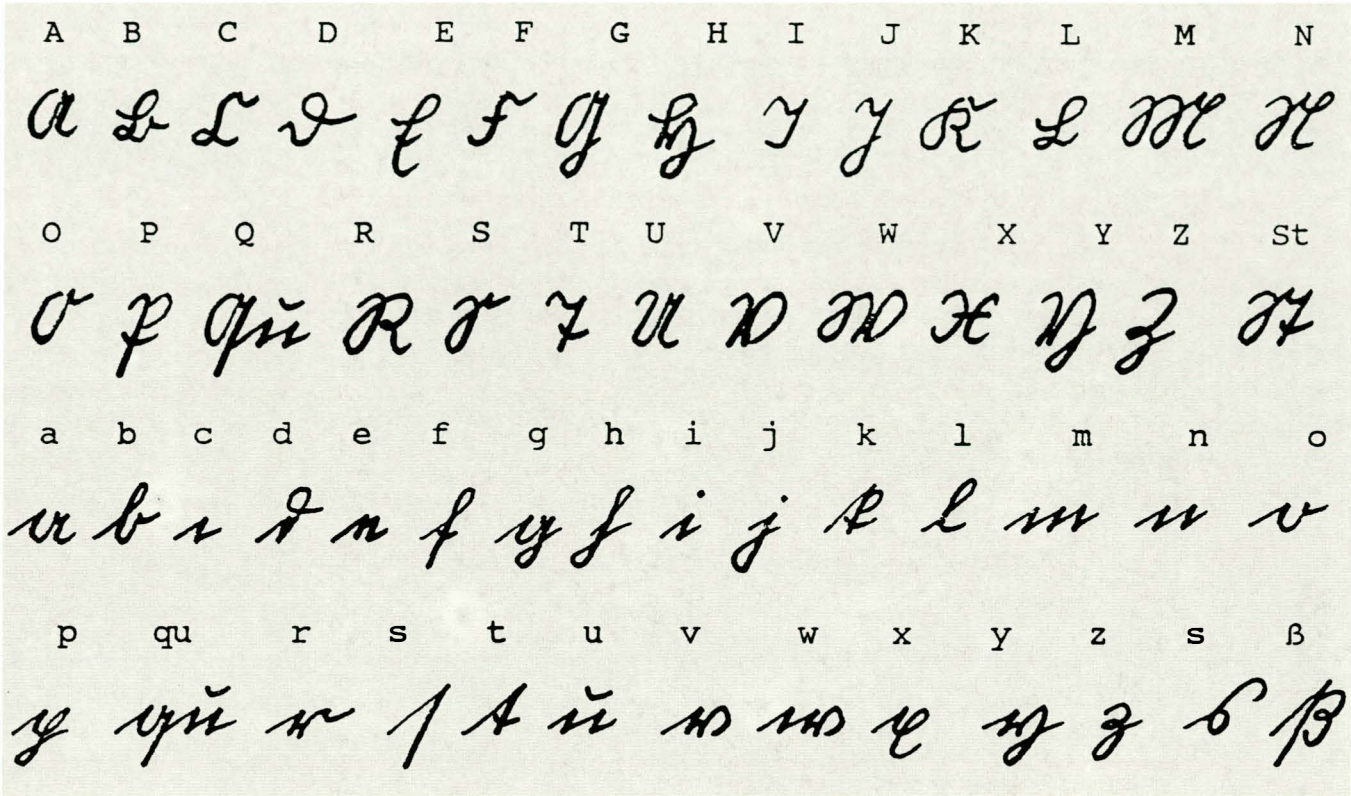 A B C D E F G H I J K L M N
A B C D E F G H I J K L M N
O P Q R S T U V W X Y Z St
O P Qu R S T U V W X Y Z St
a b c d e f g h i j k l m n o
a b c d e f g h i j k l m n o
p qu r s t u v w x y z s ß
p qu r s t u v w x y z s ß